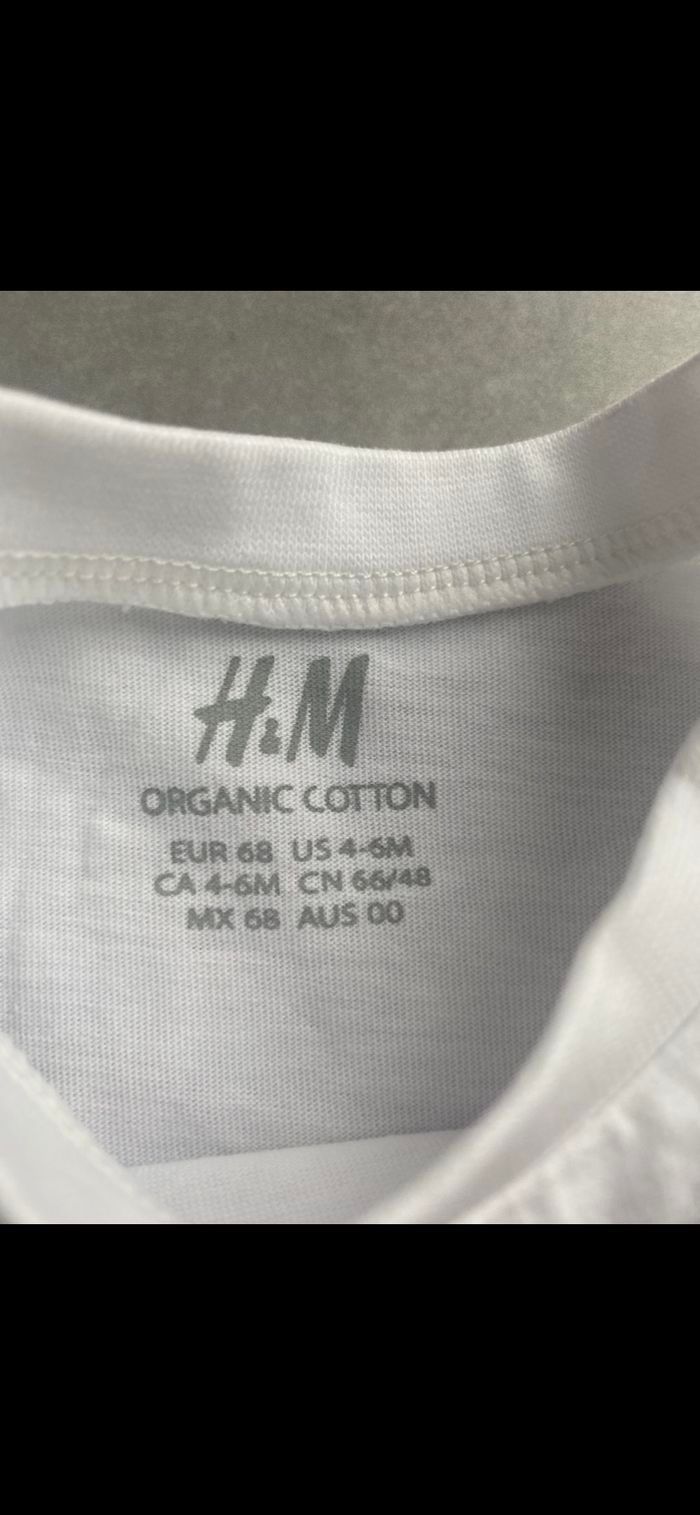 H&M
ORGANIC COTTON
EUR 68 US 4-6M
CA 4-6M CN 66/48
MX 68 AUS 00